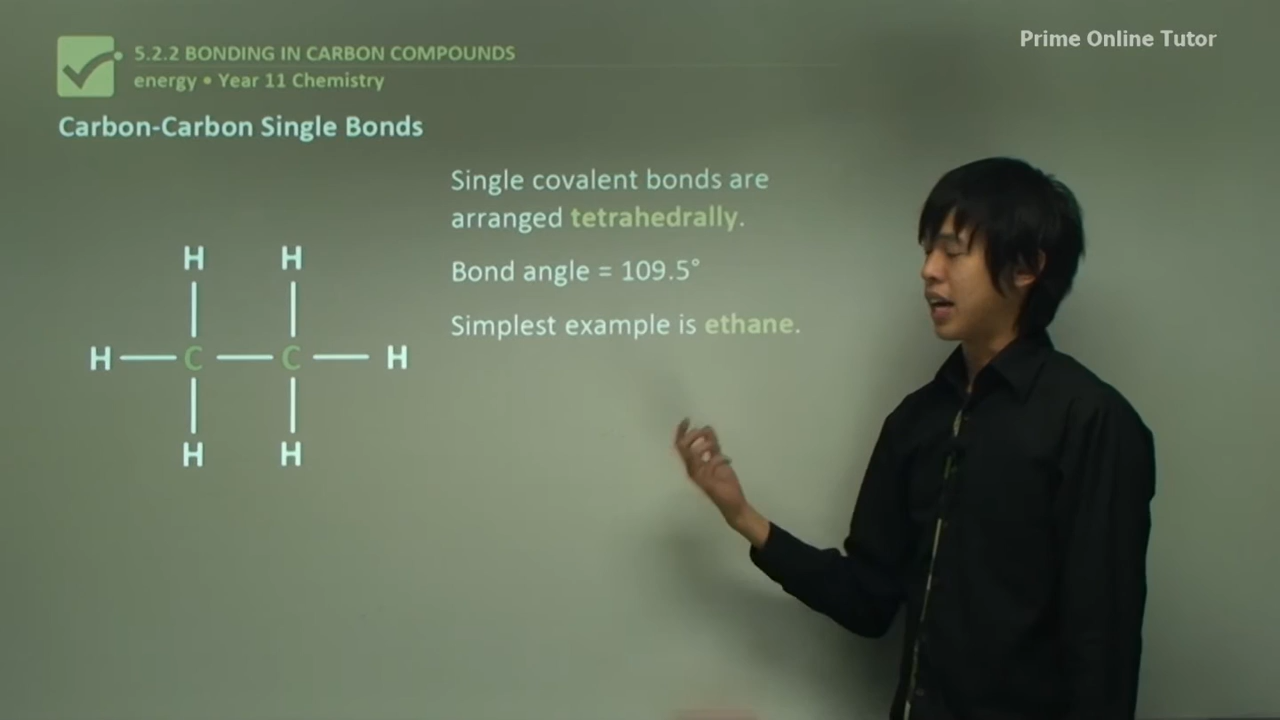 Prime Online Tutor
5.2.2 BONDING IN CARBON COMPOUNDS
energy • Year 11 Chemistry
Carbon-Carbon Single Bonds
Single covalent bonds are
arranged tetrahedrally.
Bond angle = 109.5°
Simplest example is ethane.
H H
H C C H
H H